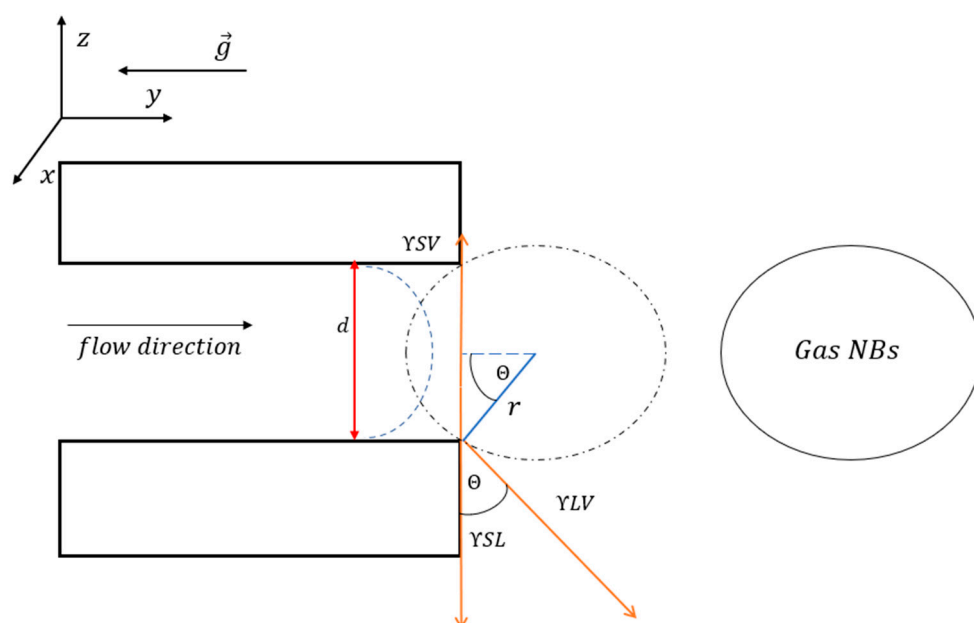 z
g⃗
y
x
ϒSV
d
flow direction
Θ
r
Gas NBs
Θ
ϒLV
ϒSL